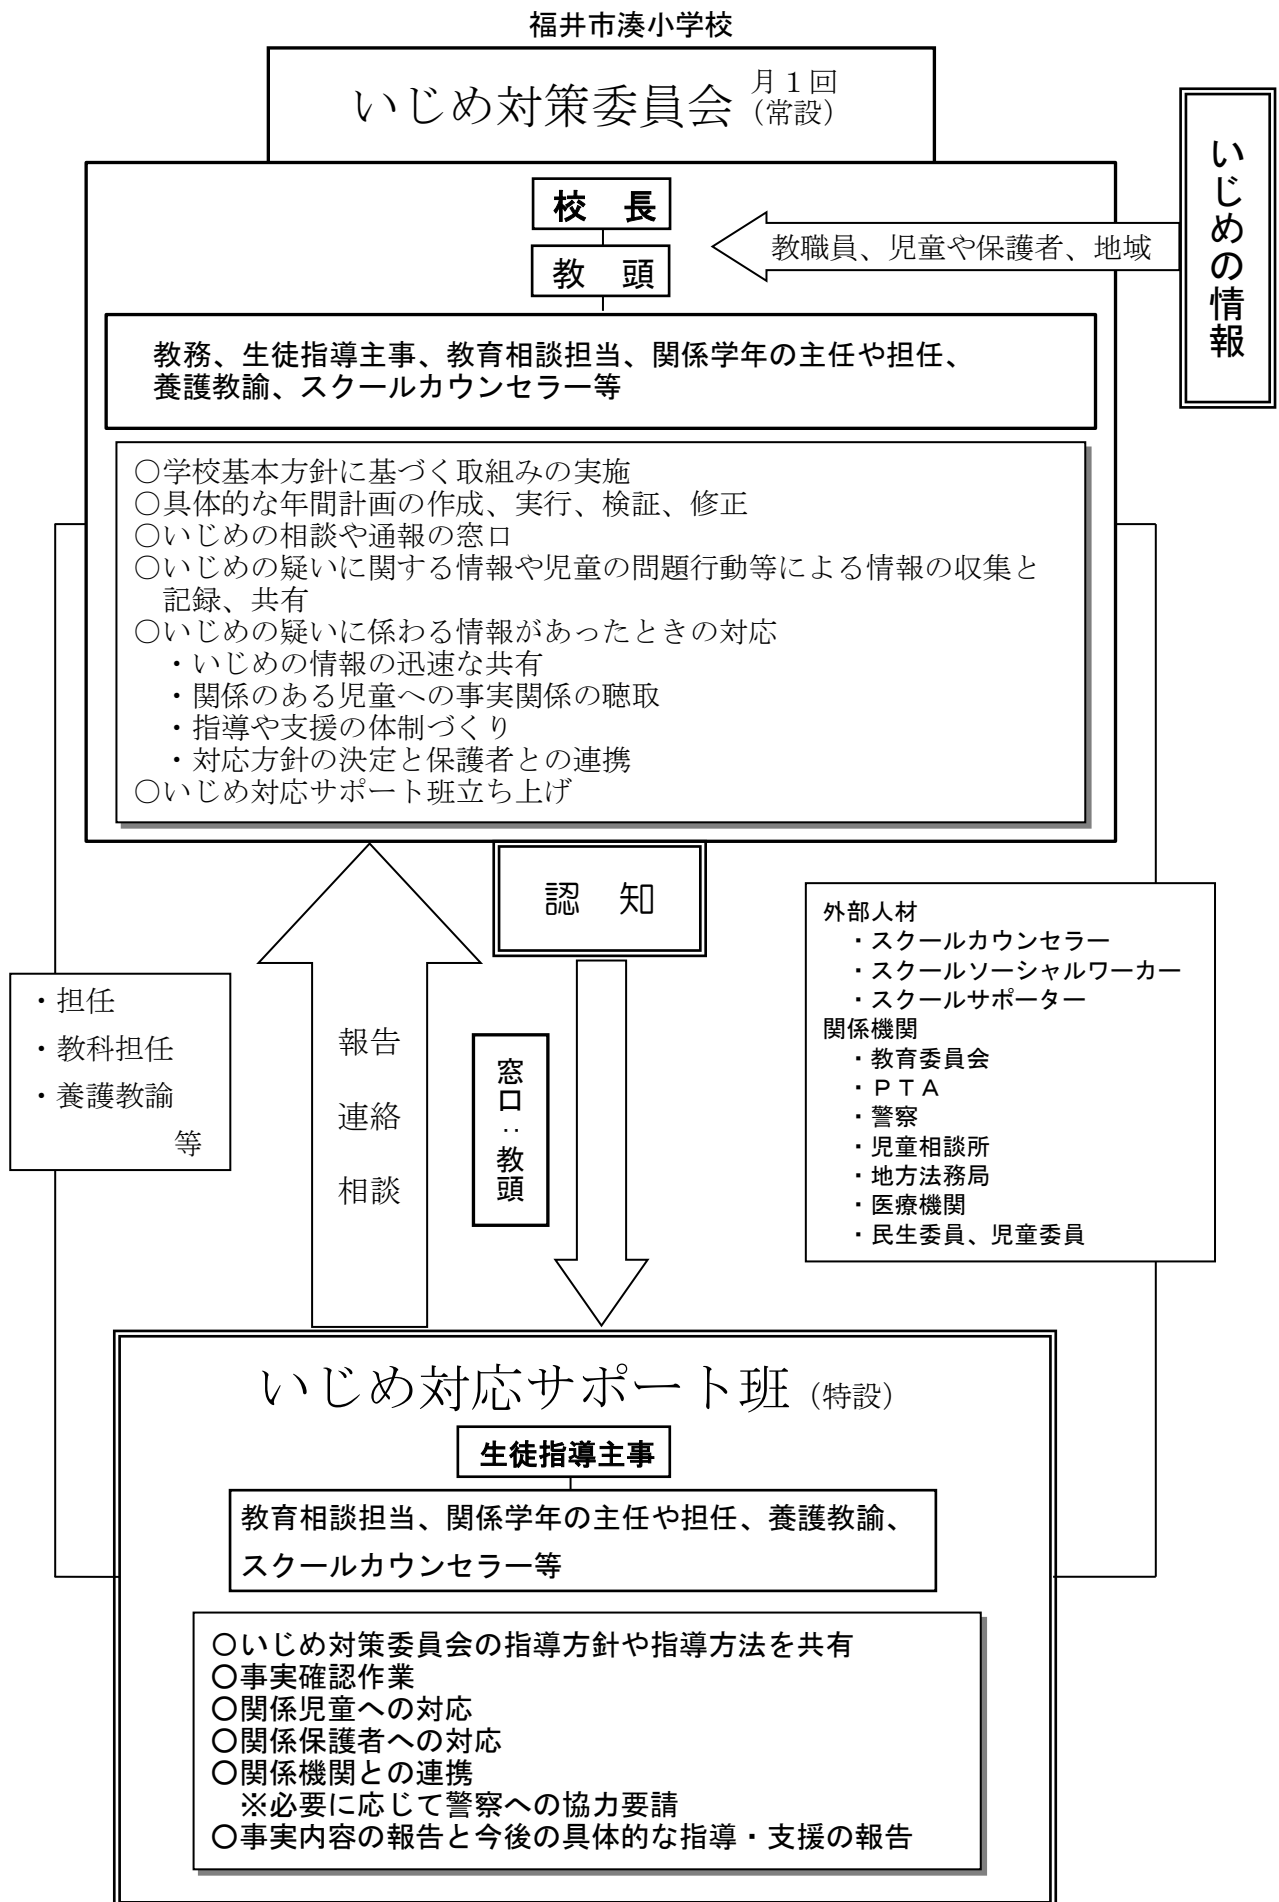 福井市湊小学校
いじめ対策委員会 月1回
(常設)
いじめの情報
校　長
教職員、児童や保護者、地域
教　頭
教務、生徒指導主事、教育相談担当、関係学年の主任や担任、
養護教諭、スクールカウンセラー等
○学校基本方針に基づく取組みの実施
○具体的な年間計画の作成、実行、検証、修正
○いじめの相談や通報の窓口
○いじめの疑いに関する情報や児童の問題行動等による情報の収集と
記録、共有
○いじめの疑いに係わる情報があったときの対応
・いじめの情報の迅速な共有
・関係のある児童への事実関係の聴取
・指導や支援の体制づくり
・対応方針の決定と保護者との連携
○いじめ対応サポート班立ち上げ
認　知
・担任
・教科担任
・養護教諭
等
報告
連絡
相談
窓口:教頭
外部人材
・スクールカウンセラー
・スクールソーシャルワーカー
・スクールサポーター
関係機関
・教育委員会
・ＰＴＡ
・警察
・児童相談所
・地方法務局
・医療機関
・民生委員、児童委員
いじめ対応サポート班（特設）
生徒指導主事
教育相談担当、関係学年の主任や担任、養護教諭、
スクールカウンセラー等
○いじめ対策委員会の指導方針や指導方法を共有
○事実確認作業
○関係児童への対応
○関係保護者への対応
○関係機関との連携
※必要に応じて警察への協力要請
○事実内容の報告と今後の具体的な指導・支援の報告